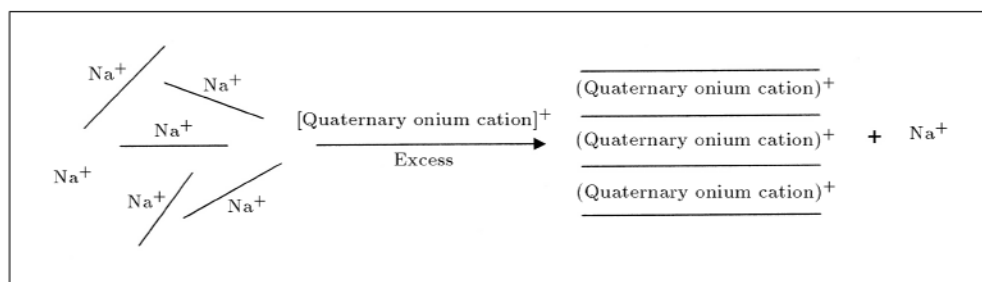 Na+
Na+
Na+
Na+
Na+
Na+
[Quaternary onium cation]+
Excess
(Quaternary onium cation)+
(Quaternary onium cation)+
(Quaternary onium cation)+
+ Na+